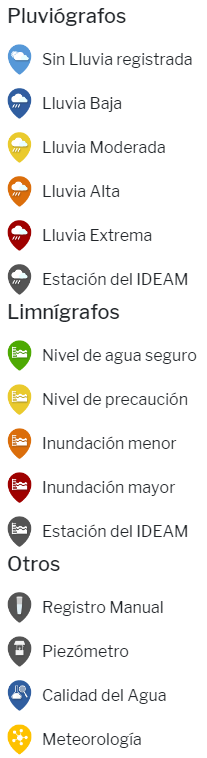 Pluviógrafos
Sin Lluvia registrada
Lluvia Baja
Lluvia Moderada
Lluvia Alta
Lluvia Extrema
Estación del IDEAM
Limnígrafos
Nivel de agua seguro
Nivel de precaución
Inundación menor
Inundación mayor
Estación del IDEAM
Otros
Registro Manual
Piezómetro
Calidad del Agua
Meteorología